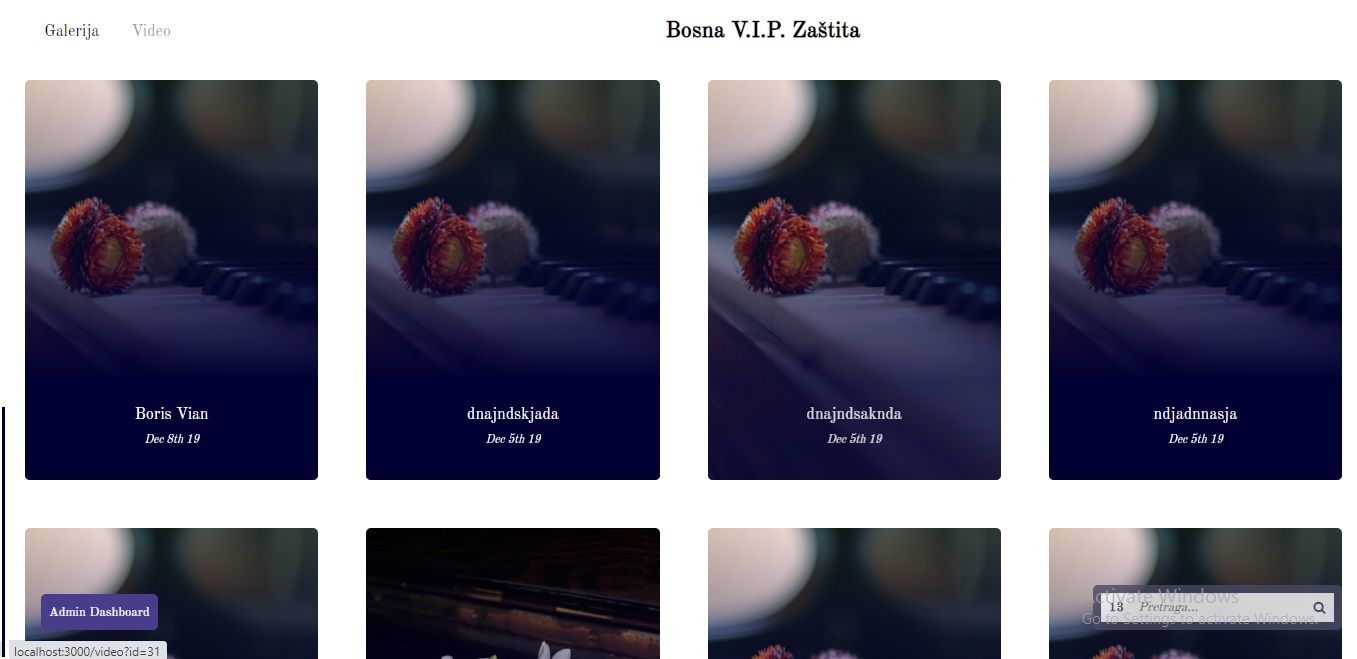 Galerija Video Bosna V.I.P. Zaštita
Boris Vian
Dec 8th 19
dnajndskjada
Dec 5th 19
dnajndsaknda
Dec 5th 19
ndjadnnasja
Dec 5th 19
Admin Dashboard
Activate Windows
13 Pretraga...
Go to Settings to activate Windows.
localhost:3000/video?id=31